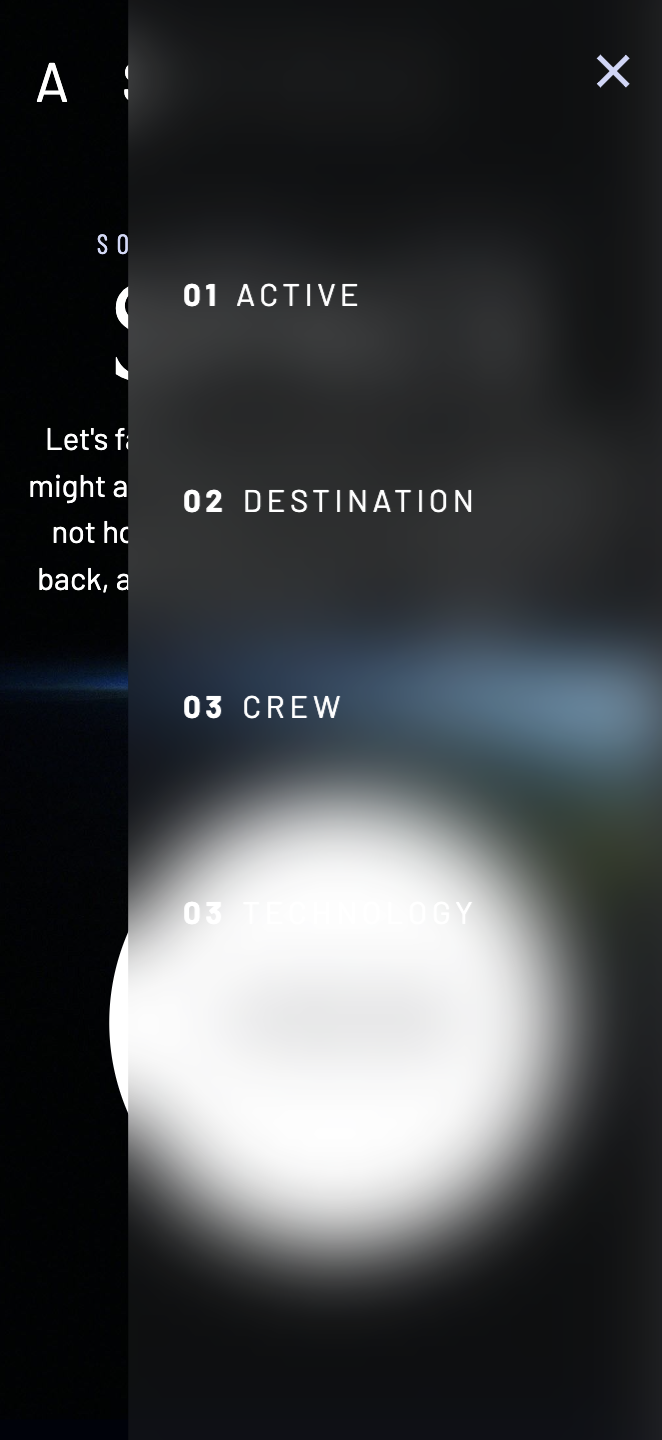 A
SO
S
Let's fa
might a
not ho
back, a
01 ACTIVE
02 DESTINATION
03 CREW
03 TECHNOLOGY